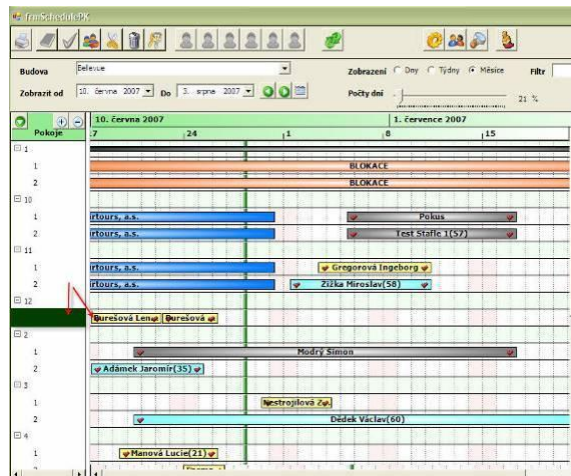 frmSchedulePK
Budova Bellevue Zobrazení Dny Týdny Měsíce Filtr
Zobrazit od 10. června 2007 Do 3. srpna 2007 Počty dní 21 %
10. června 2007 1. července 2007
Pokoje 24 1 8 15
1
1 BLOKACE
2 BLOKACE
10
1 rtours, a.s. Pokus
2 rtours, a.s. Test Stafle 1(57)
11
1 rtours, a.s. Gregorová Ingeborg
2 rtours, a.s. Zižka Miroslav(58)
12
Burešová Len Burešová
2
1 Modrý Simon
2 Adámek Jaromír(35)
3
1 Nestrojilová Z
2 Dědek Václav(60)
4
1 Manová Lucie(21)